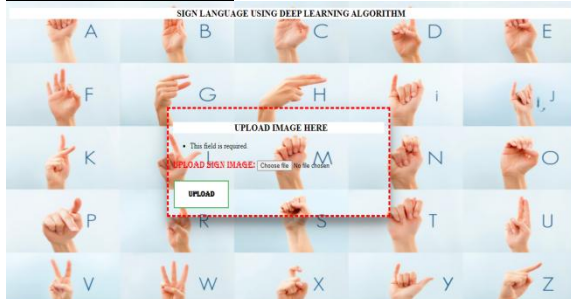 SIGN LANGUAGE USING DEEP LEARNING ALGORITHM
A B C D E
F G H i J
UPLOAD IMAGE HERE
This field is required.
UPLOAD SIGN IMAGE: Choose file No file chosen
K L M N O
UPLOAD
P R S T U
V W X Y Z